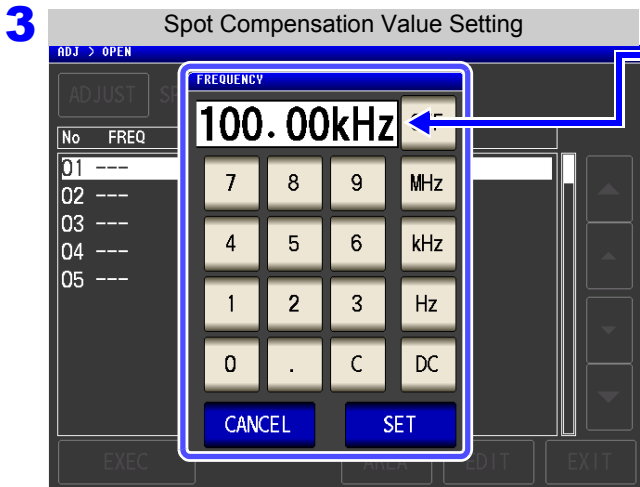 3
Spot Compensation Value Setting
ADJ > OPEN
ADJUST
FREQUENCY
100.00kHz
No FREQ
01 ---
02 ---
03 ---
04 ---
05 ---
7 8 9 MHz
4 5 6 kHz
1 2 3 Hz
0 . C DC
CANCEL SET
EXEC AREA EDIT EXIT